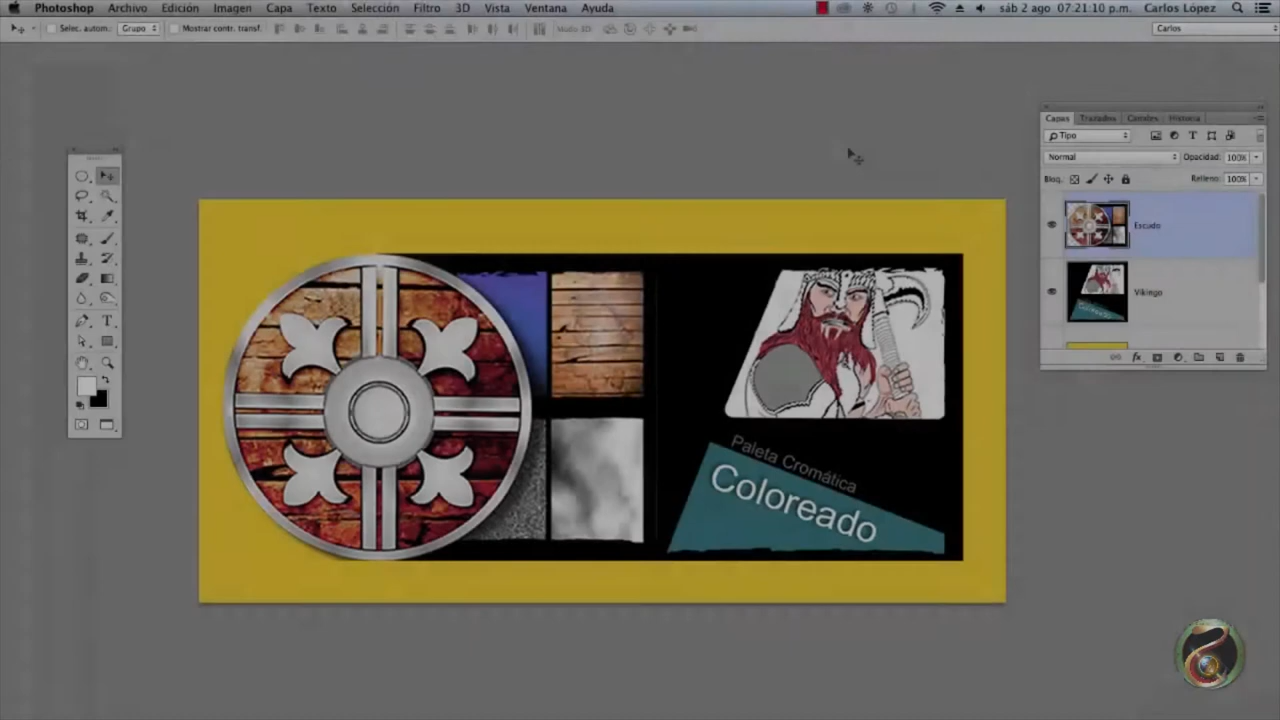 Photoshop Archivo Edición Imagen Capa Texto Selección Filtro 3D Vista Ventana Ayuda sáb 2 ago 07:21:10 p.m. Carlos López
Selec. autom.: Grupo Mostrar contr. transf. Modo 3D: Carlos
Capas Trazados Canales Historia
Tipo
Normal Opacidad: 100%
Bloq.: Relleno: 100%
Escudo
Vikingo
Paleta Cromática
Coloreado